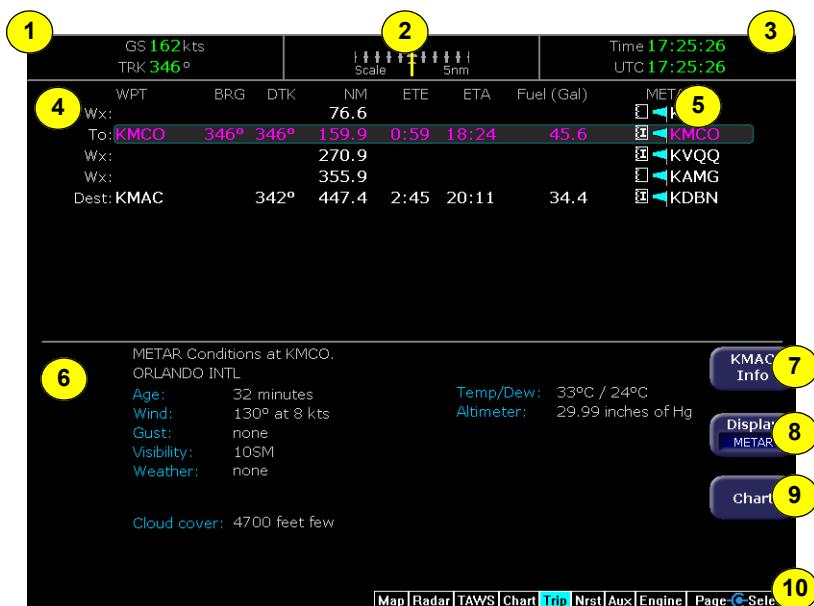 1 2 3
GS 162kts Time 17:25:26
TRK 346° Scale 5nm UTC 17:25:26
4 5
WPT BRG DTK NM ETE ETA Fuel (Gal)
Wx: 76.6
To: KMCO 346° 346° 159.9 0:59 18:24 45.6 KMCO
Wx: 270.9 KVQQ
Wx: 355.9 KAMG
Dest: KMAC 342° 447.4 2:45 20:11 34.4 KDBN
METAR Conditions at KMCO.
ORLANDO INTL
6
Age: 32 minutes
Wind: 130° at 8 kts
Gust: none
Visibility: 10SM
Weather: none
Cloud cover: 4700 feet few
Temp/Dew: 33°C / 24°C
Altimeter: 29.99 inches of Hg
KMAC
Info
7
METAR
8
Chart
9
10
Map Radar TAWS Chart Trip Nrst Aux Engine Page